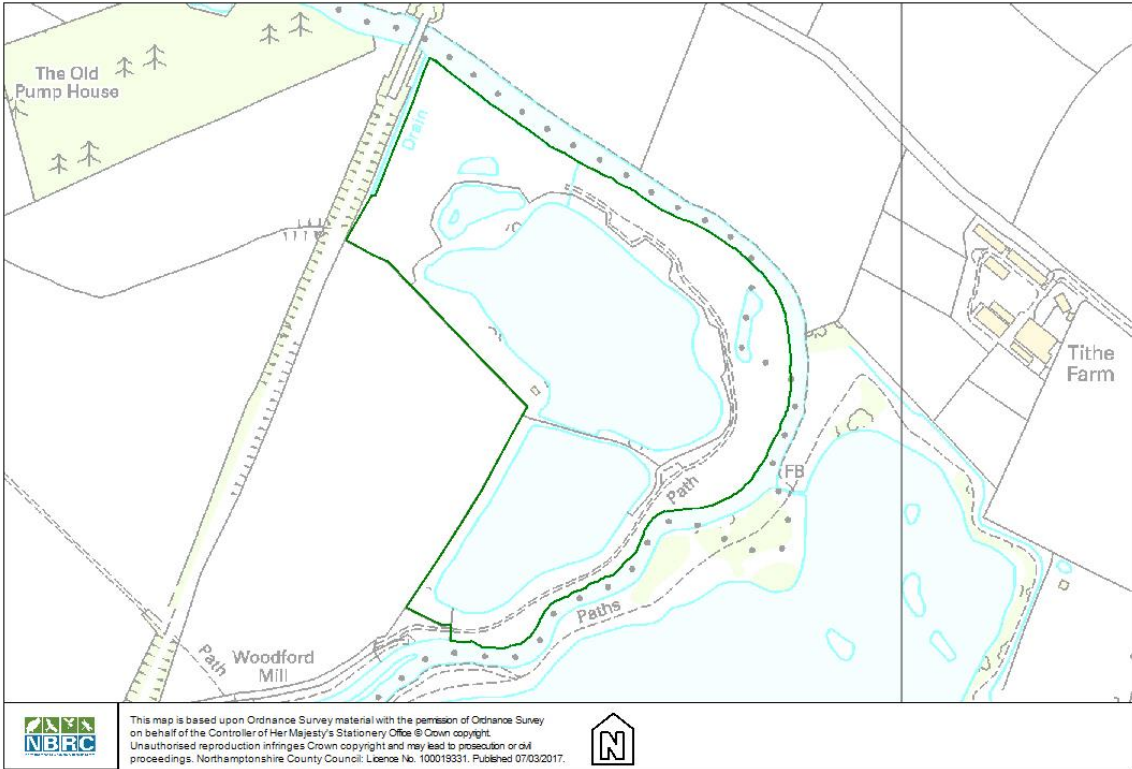 The Old
Pump House
Drain
Tithe
Farm
FB
Path
Paths
Path
Woodford
Mill
NBRC
This map is based upon Ordnance Survey material with the permission of Ordnance Survey
on behalf of the Controller of Her Majesty's Stationery Office © Crown copyright.
Unauthorised reproduction infringes Crown copyright and may lead to prosecution or civil
proceedings. Northamptonshire County Council: Licence No. 100019331. Published 07/03/2017.
N